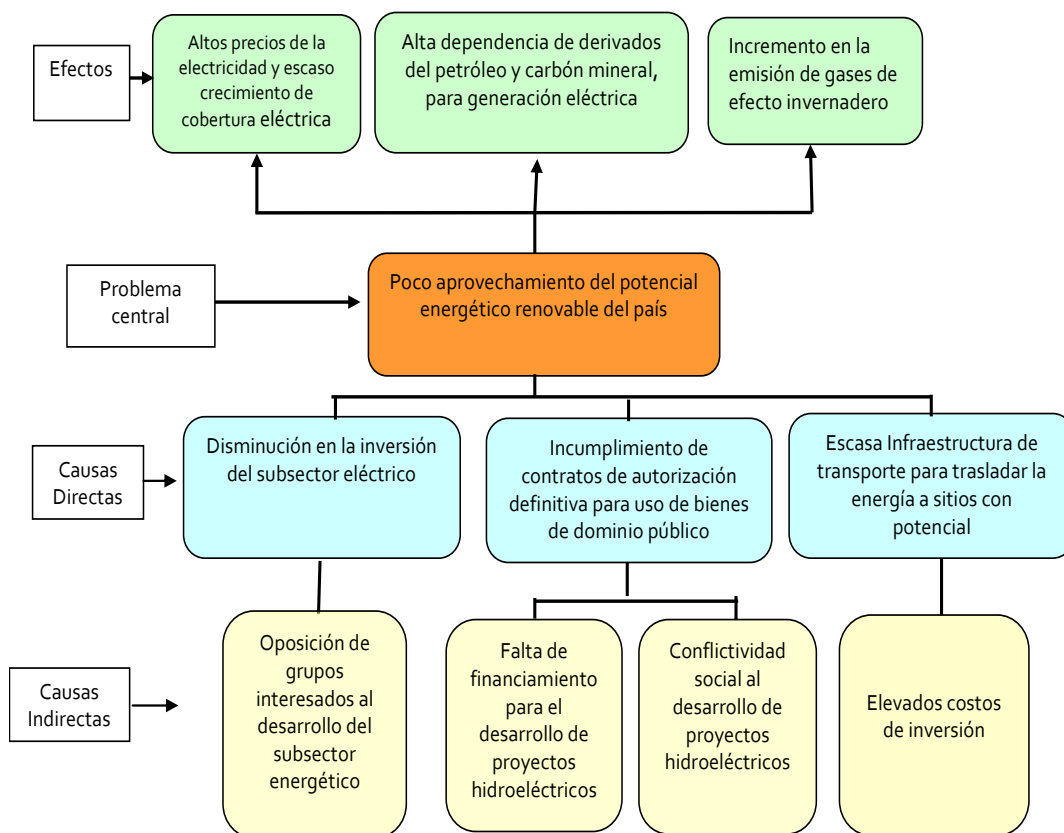 Efectos
Altos precios de la
electricidad y escaso
crecimiento de
cobertura eléctrica
Alta dependencia de derivados
del petróleo y carbón mineral,
para generación eléctrica
Incremento en la
emisión de gases de
efecto invernadero
Problema
central
Poco aprovechamiento del potencial
energético renovable del país
Causas
Directas
Disminución en la inversión
del subsector eléctrico
Incumplimiento de
contratos de autorización
definitiva para uso de bienes
de dominio público
Escasa Infraestructura de
transporte para trasladar la
energía a sitios con
potencial
Causas
Indirectas
Oposición de
grupos
interesados al
desarrollo del
subsector
energético
Falta de
financiamiento
para el
desarrollo de
proyectos
hidroeléctricos
Conflictividad
social al
desarrollo de
proyectos
hidroeléctricos
Elevados costos
de inversión